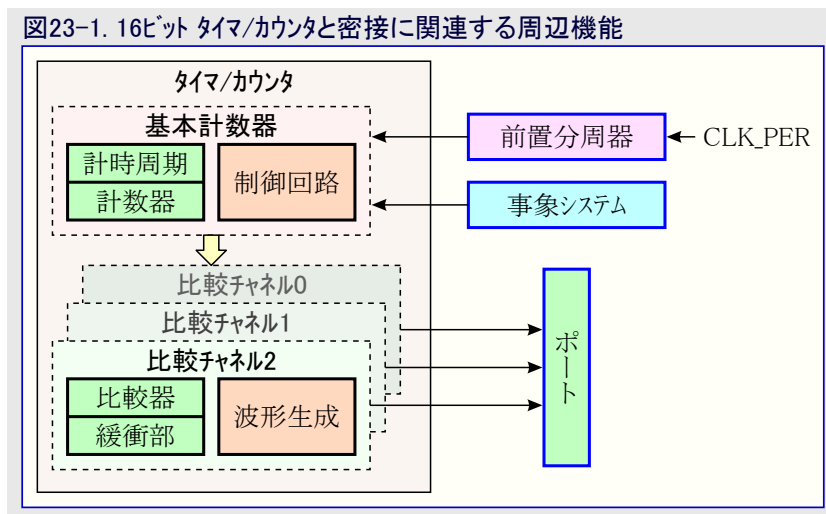 図23-1. 16ビット タイマ/カウンタと密接に関連する周辺機能
タイマ/カウンタ
基本計数器
計時周期
計数器
制御回路
前置分周器
CLK_PER
事象システム
比較チャネル0
比較チャネル1
比較チャネル2
比較器
緩衝部
波形生成
ポート